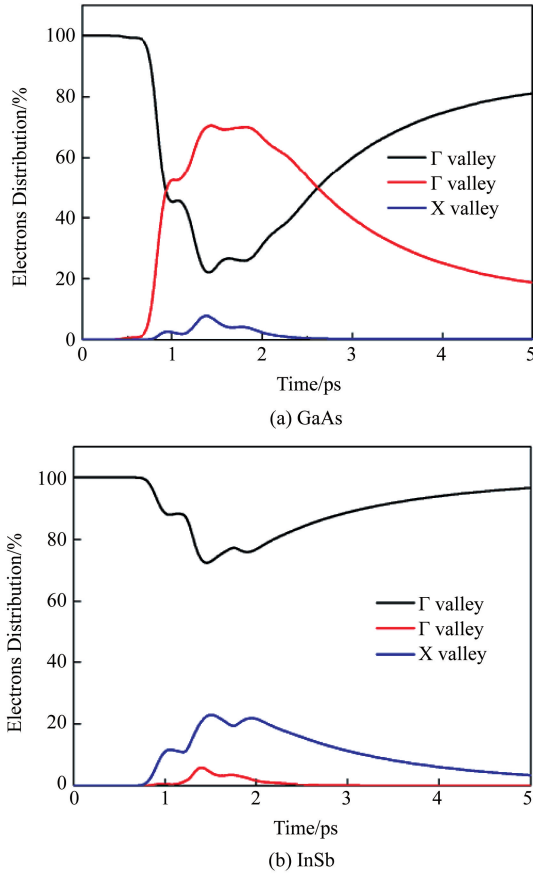 100
80
60
40
20
0
Electrons Distribution/%
Γ valley
Γ valley
X valley
0 1 2 3 4 5
Time/ps
(a) GaAs
100
80
60
40
20
0
Electrons Distribution/%
Γ valley
Γ valley
X valley
0 1 2 3 4 5
Time/ps
(b) InSb